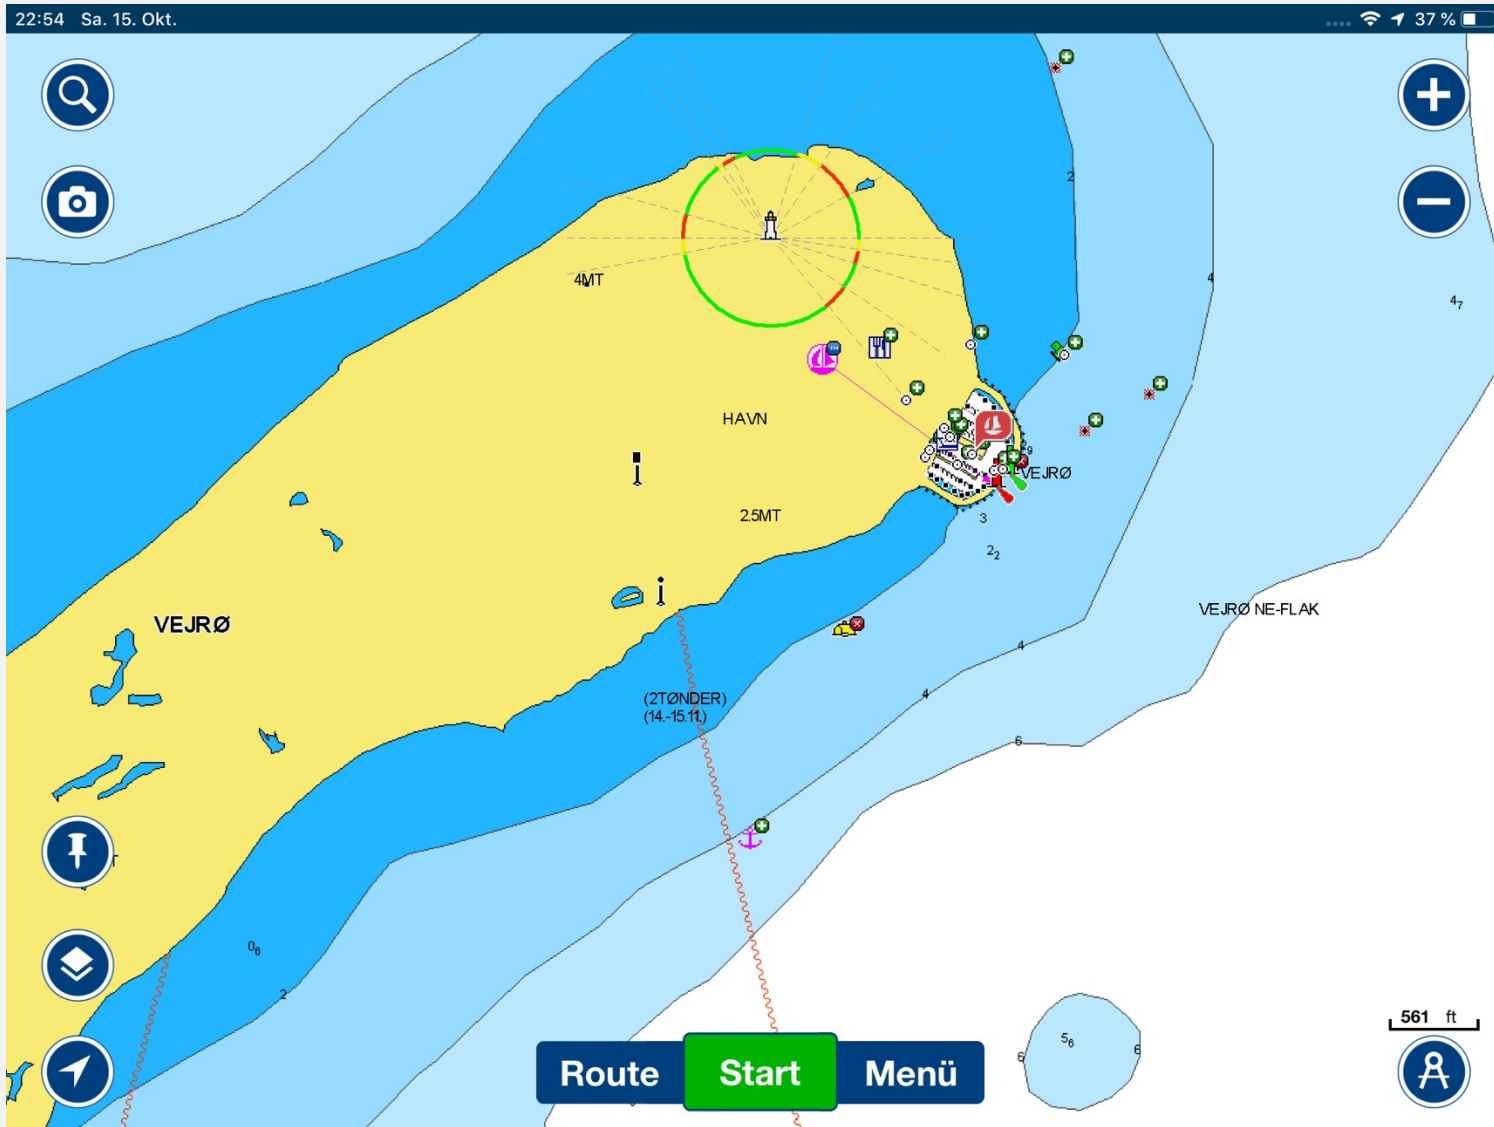 22:54 Sa. 15. Okt.
37 %
2
4
4₇
4MT
HAVN
₉
VEJRØ
2.5MT
3
2₂
VEJRØ NE-FLAK
VEJRØ
4
(2TØNDER)
(14.-15.11.)
4
6
T
0₆
2
561 ft
5₆
6
6
Route
Start
Menü